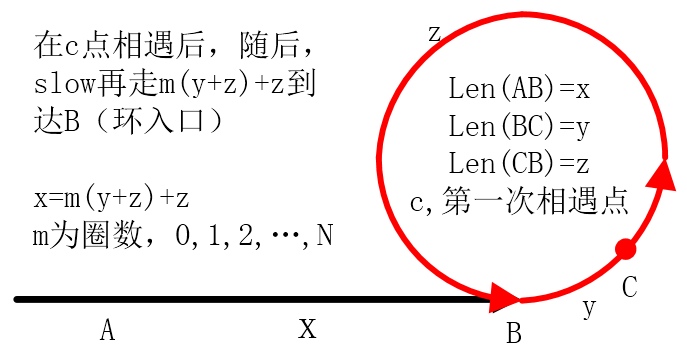 在c点相遇后，随后，
slow再走m(y+z)+z到
达B（环入口）
x=m(y+z)+z
m为圈数，0,1,2,…,N
z
Len(AB)=x
Len(BC)=y
Len(CB)=z
c,第一次相遇点
C
y
A
X
B